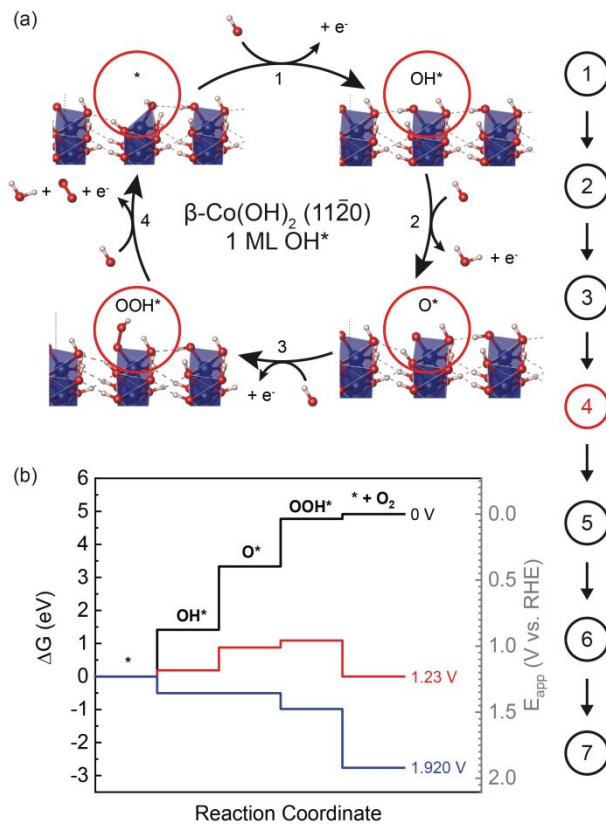 (a)
*
+ e-
1
OH*
+ + e-
4
β-Co(OH)2 (112̄0)
1 ML OH*
2
+ e-
OOH*
O*
3
+ e-
(b)
6
5
4
3
2
1
0
-1
-2
-3
ΔG (eV)
*
OH*
O*
OOH*
* + O2
0 V
1.23 V
1.920 V
0.0
0.5
1.0
1.5
2.0
Eapp (V vs. RHE)
Reaction Coordinate
1
2
3
4
5
6
7